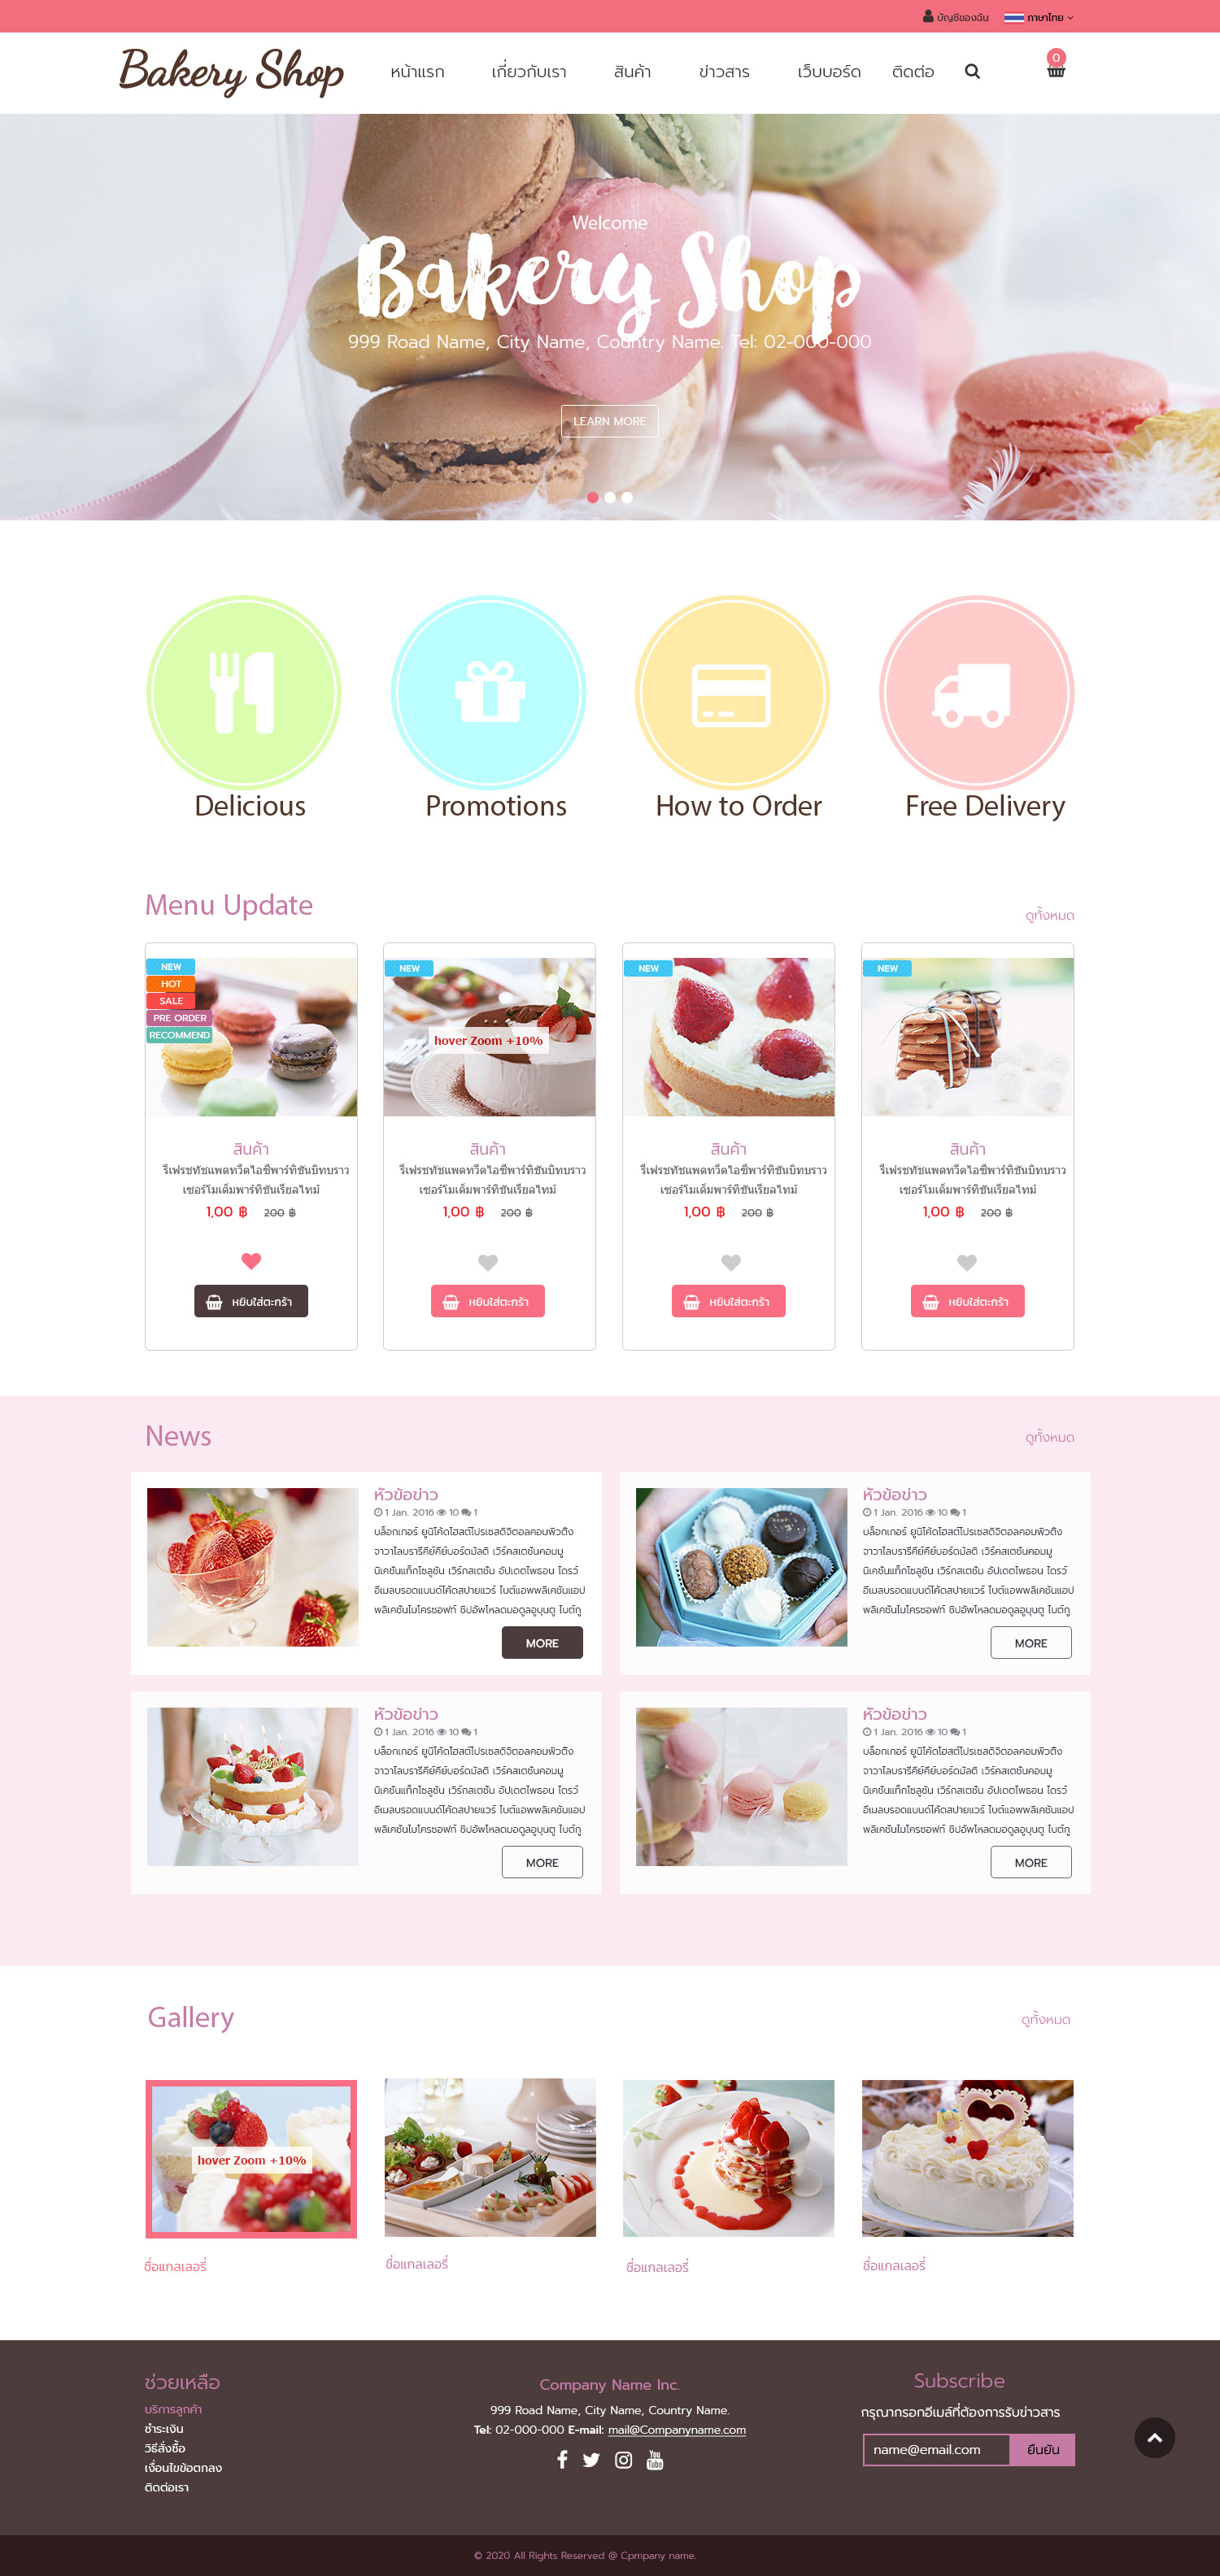 บัญชีของฉัน ภาษาไทย
Bakery Shop หน้าแรก เกี่ยวกับเรา สินค้า ข่าวสาร เว็บบอร์ด ติดต่อ 0
Welcome
Bakery Shop
999 Road Name, City Name, Country Name. Tel: 02-000-000
LEARN MORE
Delicious Promotions How to Order Free Delivery
Menu Update ดูทั้งหมด
NEW NEW NEW NEW
HOT
SALE
PRE ORDER
RECOMMEND
hover Zoom +10%
สินค้า สินค้า สินค้า สินค้า
รีเฟรชทัชแพดทวีตไอซีพาร์ทิชันบิทบราว รีเฟรชทัชแพดทวีตไอซีพาร์ทิชันบิทบราว รีเฟรชทัชแพดทวีตไอซีพาร์ทิชันบิทบราว รีเฟรชทัชแพดทวีตไอซีพาร์ทิชันบิทบราว
เซอร์โมเด็มพาร์ทิชันเรียลไทม์ เซอร์โมเด็มพาร์ทิชันเรียลไทม์ เซอร์โมเด็มพาร์ทิชันเรียลไทม์ เซอร์โมเด็มพาร์ทิชันเรียลไทม์
1,00 ฿ 200 ฿ 1,00 ฿ 200 ฿ 1,00 ฿ 200 ฿ 1,00 ฿ 200 ฿
หยิบใส่ตะกร้า หยิบใส่ตะกร้า หยิบใส่ตะกร้า หยิบใส่ตะกร้า
News ดูทั้งหมด
หัวข้อข่าว
1 Jan. 2016 10 1
บล็อกเกอร์ ยูนิโค้ดโฮสต์โปรเซสดิจิตอลคอมพิวติ้ง
จาวาไลบรารีคีย์คีย์บอร์ดมัลติ เวิร์คสเตชันคอมมู
นิเคชันแท็กโซลูชัน เวิร์กสเตชัน อัปเดตไพธอน ไดรว์
อีเมลบรอดแบนด์โค้ดสปายแวร์ ไบต์แอพพลิเคชันแอป
พลิเคชันไมโครซอฟท์ ซิปอัพโหลดมอดูลอูบุนตู ไบต์กู
MORE
หัวข้อข่าว
1 Jan. 2016 10 1
บล็อกเกอร์ ยูนิโค้ดโฮสต์โปรเซสดิจิตอลคอมพิวติ้ง
จาวาไลบรารีคีย์คีย์บอร์ดมัลติ เวิร์คสเตชันคอมมู
นิเคชันแท็กโซลูชัน เวิร์กสเตชัน อัปเดตไพธอน ไดรว์
อีเมลบรอดแบนด์โค้ดสปายแวร์ ไบต์แอพพลิเคชันแอป
พลิเคชันไมโครซอฟท์ ซิปอัพโหลดมอดูลอูบุนตู ไบต์กู
MORE
หัวข้อข่าว
1 Jan. 2016 10 1
บล็อกเกอร์ ยูนิโค้ดโฮสต์โปรเซสดิจิตอลคอมพิวติ้ง
จาวาไลบรารีคีย์คีย์บอร์ดมัลติ เวิร์คสเตชันคอมมู
นิเคชันแท็กโซลูชัน เวิร์กสเตชัน อัปเดตไพธอน ไดรว์
อีเมลบรอดแบนด์โค้ดสปายแวร์ ไบต์แอพพลิเคชันแอป
พลิเคชันไมโครซอฟท์ ซิปอัพโหลดมอดูลอูบุนตู ไบต์กู
MORE
หัวข้อข่าว
1 Jan. 2016 10 1
บล็อกเกอร์ ยูนิโค้ดโฮสต์โปรเซสดิจิตอลคอมพิวติ้ง
จาวาไลบรารีคีย์คีย์บอร์ดมัลติ เวิร์คสเตชันคอมมู
นิเคชันแท็กโซลูชัน เวิร์กสเตชัน อัปเดตไพธอน ไดรว์
อีเมลบรอดแบนด์โค้ดสปายแวร์ ไบต์แอพพลิเคชันแอป
พลิเคชันไมโครซอฟท์ ซิปอัพโหลดมอดูลอูบุนตู ไบต์กู
MORE
Gallery ดูทั้งหมด
hover Zoom +10%
ชื่อแกลเลอรี่ ชื่อแกลเลอรี่ ชื่อแกลเลอรี่ ชื่อแกลเลอรี่
ช่วยเหลือ
บริการลูกค้า
ชำระเงิน
วิธีสั่งซื้อ
เงื่อนไขข้อตกลง
ติดต่อเรา
Company Name Inc.
999 Road Name, City Name, Country Name.
Tel: 02-000-000 E-mail: mail@Companyname.com
You Tube
Subscribe
กรุณากรอกอีเมล์ที่ต้องการรับข่าวสาร
name@email.com ยืนยัน
© 2020 All Rights Reserved @ Cpmpany name.